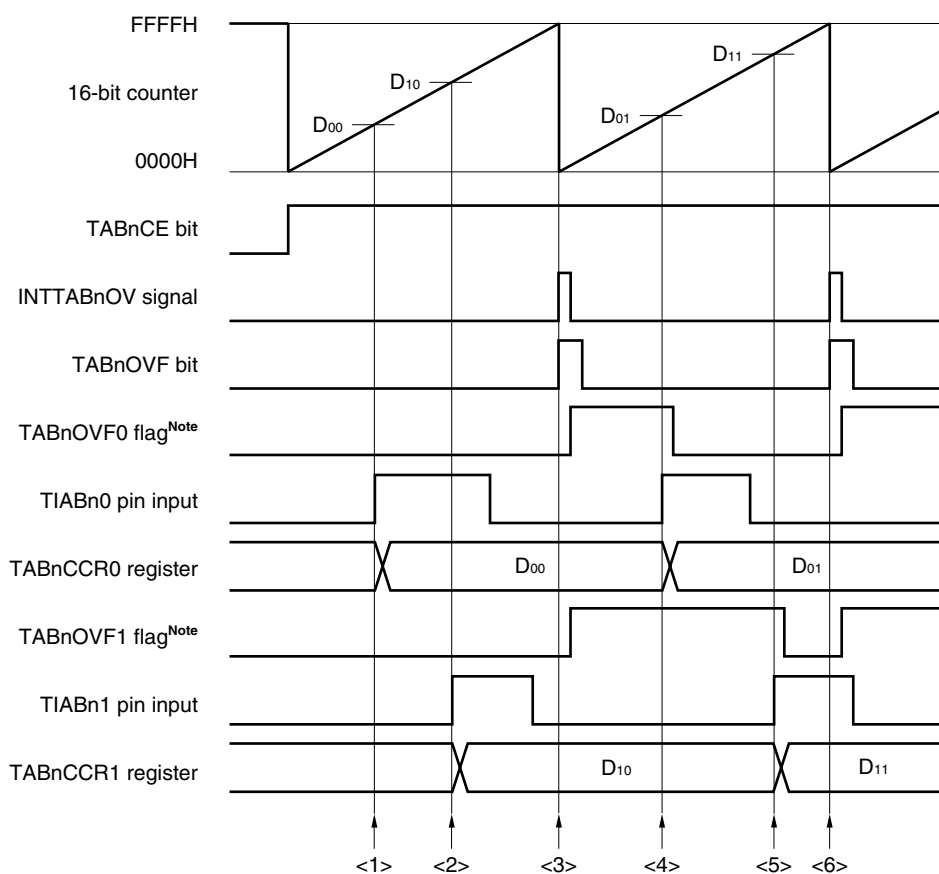 FFFFH
16-bit counter
0000H
D00
D10
D01
D11
TABnCE bit
INTTABnOV signal
TABnOVF bit
TABnOVF0 flagNote
TIABn0 pin input
TABnCCR0 register
D00
D01
TABnOVF1 flagNote
TIABn1 pin input
TABnCCR1 register
D10
D11
<1> <2> <3> <4> <5> <6>